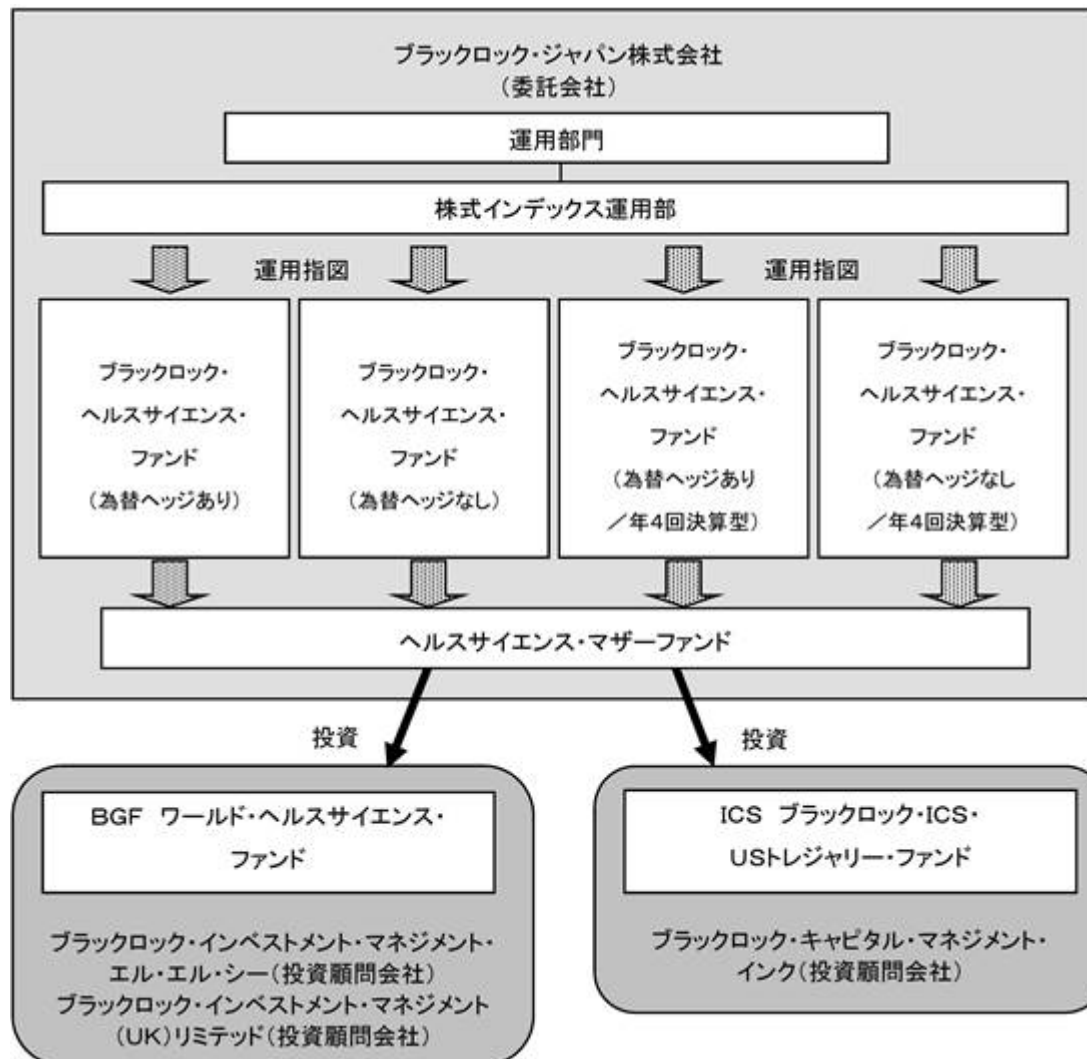 ブラックロック・ジャパン株式会社
（委託会社）
運用部門
株式インデックス運用部
運用指図
運用指図
ブラックロック・
ヘルスサイエンス・
ファンド
（為替ヘッジあり）
ブラックロック・
ヘルスサイエンス・
ファンド
（為替ヘッジなし）
ブラックロック・
ヘルスサイエンス・
ファンド
（為替ヘッジあり
／年４回決算型）
ブラックロック・
ヘルスサイエンス・
ファンド
（為替ヘッジなし
／年４回決算型）
ヘルスサイエンス・マザーファンド
投資
投資
ＢＧＦ ワールド・ヘルスサイエンス・
ファンド
ブラックロック・インベストメント・マネジメント・
エル・エル・シー（投資顧問会社）
ブラックロック・インベストメント・マネジメント
（ＵＫ）リミテッド（投資顧問会社）
ＩＣＳ ブラックロック・ＩＣＳ・
ＵＳトレジャリー・ファンド
ブラックロック・キャピタル・マネジメント・
インク（投資顧問会社）